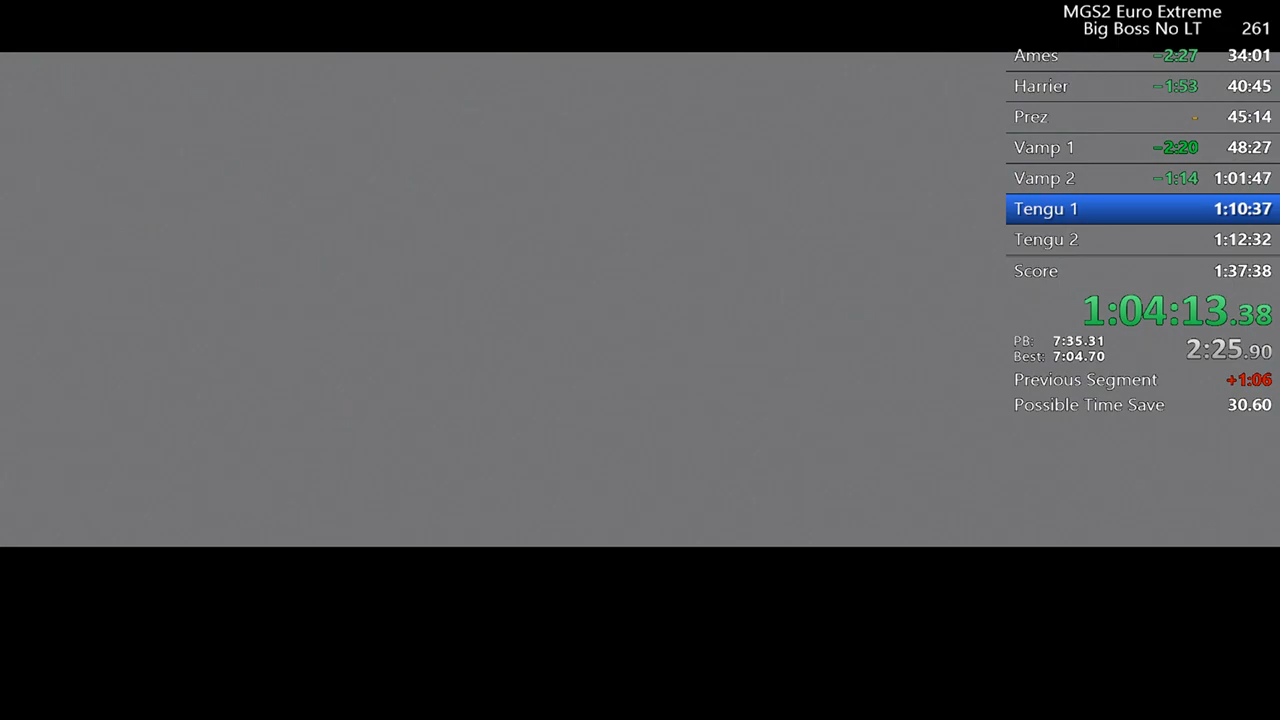 MGS2 Euro Extreme
Big Boss No LT 261
Ames −2:27 34:01
Harrier −1:53 40:45
Prez - 45:14
Vamp 1 −2:20 48:27
Vamp 2 −1:14 1:01:47
Tengu 1 1:10:37
Tengu 2 1:12:32
Score 1:37:38
1:04:13.38
PB: 7:35.31
Best: 7:04.70
2:25.90
Previous Segment +1:06
Possible Time Save 30.60